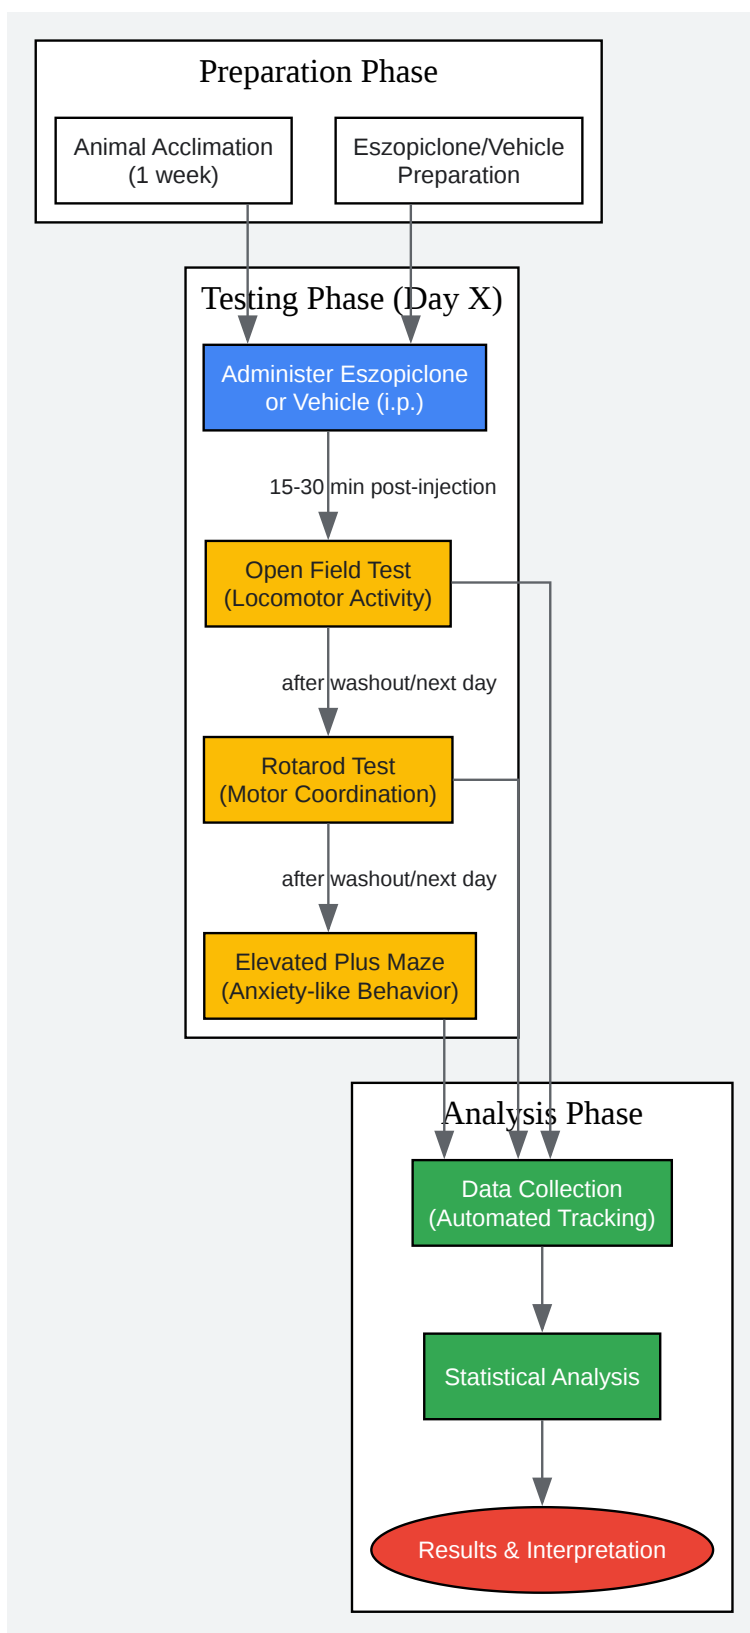 Preparation Phase
Animal Acclimation
(1 week)
Eszopiclone/Vehicle
Preparation
Testing Phase (Day X)
Administer Eszopiclone
or Vehicle (i.p.)
15-30 min post-injection
Open Field Test
(Locomotor Activity)
after washout/next day
Rotarod Test
(Motor Coordination)
after washout/next day
Elevated Plus Maze
(Anxiety-like Behavior)
Analysis Phase
Data Collection
(Automated Tracking)
Statistical Analysis
Results & Interpretation